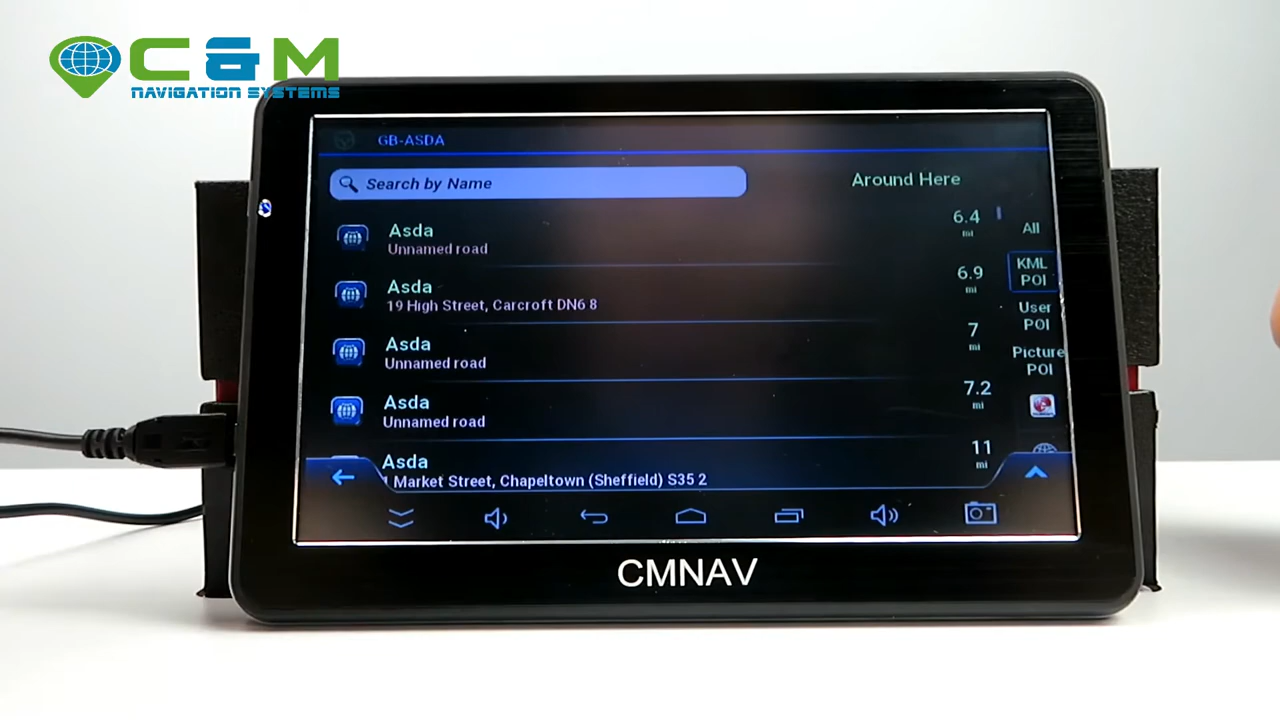 C & M
NAVIGATION SYSTEMS
GB-ASDA
Search by Name
Around Here
Asda
Unnamed road
6.4
mi
All
Asda
19 High Street, Carcroft DN6 8
6.9
mi
KML
POI
Asda
Unnamed road
7
mi
User
POI
Asda
Unnamed road
7.2
mi
Picture
POI
Asda
1 Market Street, Chapeltown (Sheffield) S35 2
11
mi
CMNAV